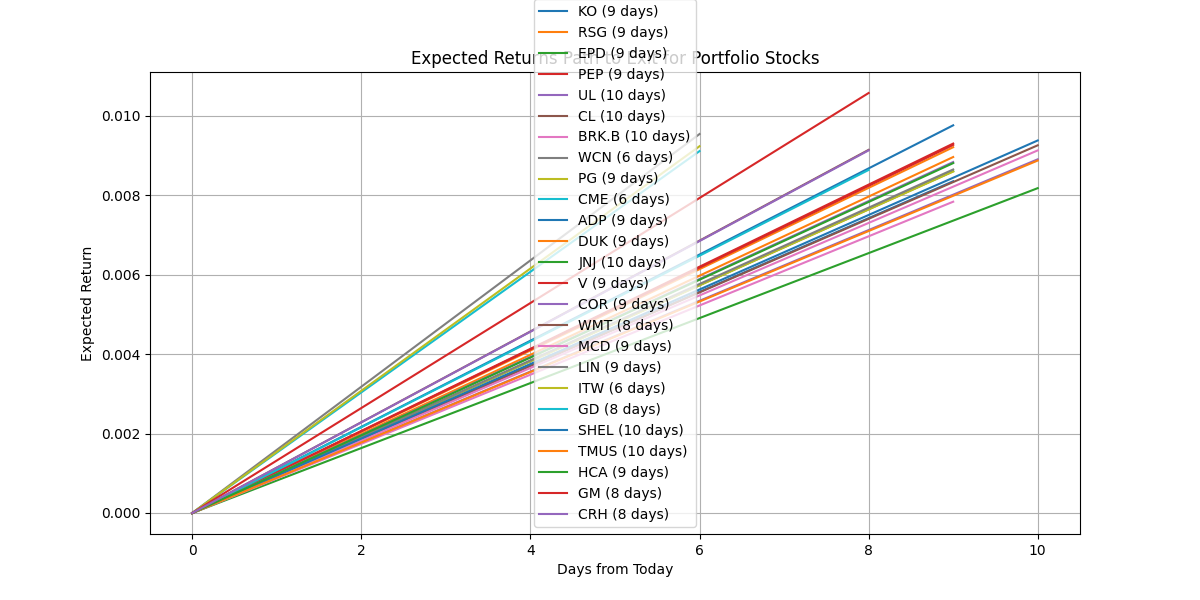 Expected Returns Path to Exit for Portfolio Stocks
KO (9 days)
RSG (9 days)
EPD (9 days)
PEP (9 days)
UL (10 days)
CL (10 days)
BRK.B (10 days)
WCN (6 days)
PG (9 days)
CME (6 days)
ADP (9 days)
DUK (9 days)
JNJ (10 days)
V (9 days)
COR (9 days)
WMT (8 days)
MCD (9 days)
LIN (9 days)
ITW (6 days)
GD (8 days)
SHEL (10 days)
TMUS (10 days)
HCA (9 days)
GM (8 days)
CRH (8 days)
Expected Return
0.010
0.008
0.006
0.004
0.002
0.000
0
2
4
6
8
10
Days from Today